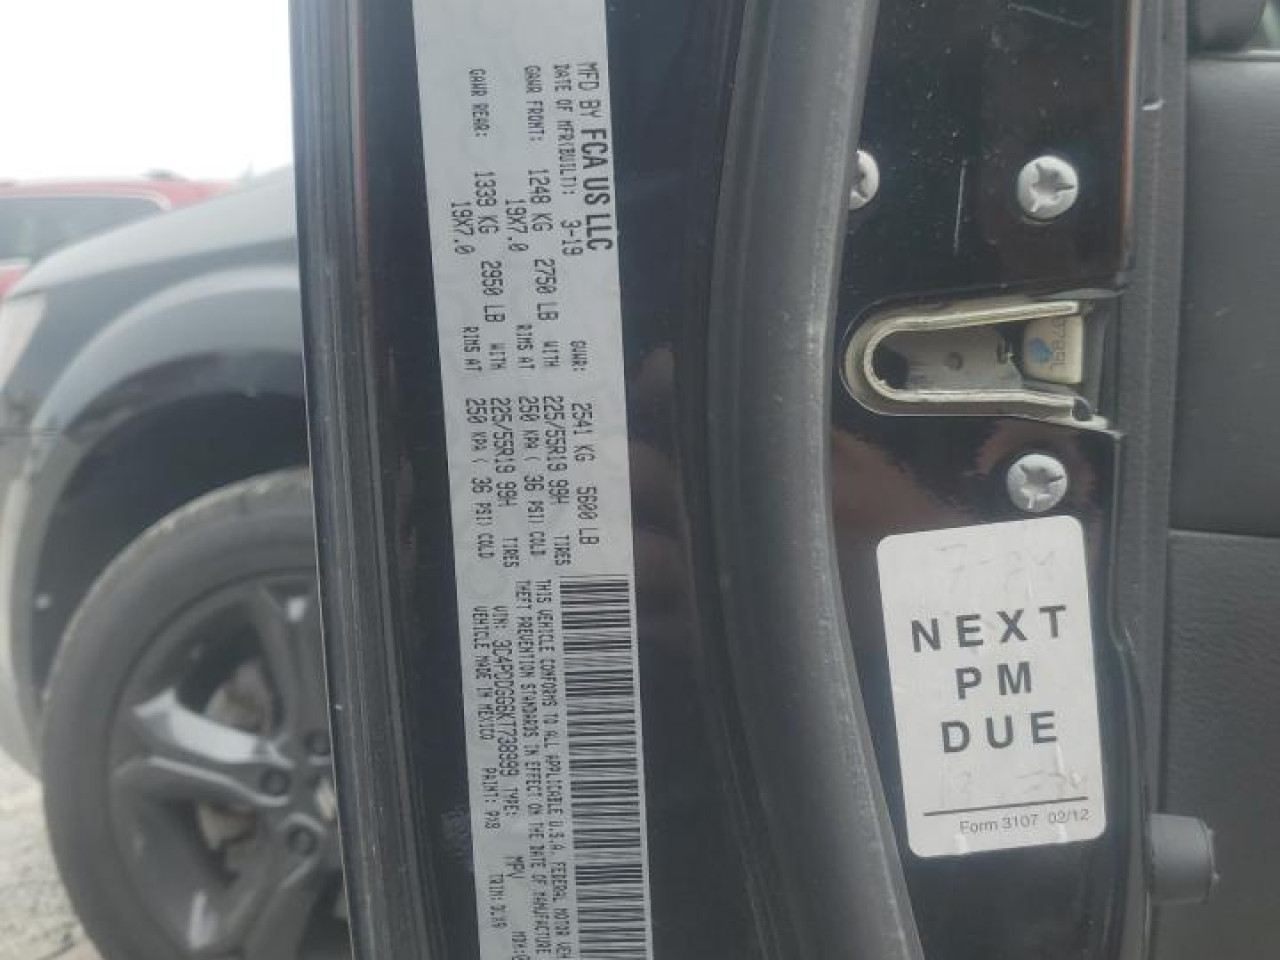 MFD BY FCA US LLC
DATE OF MFR(BUILT): 3-19 GVWR: 2541 KG 5600 LB
GAWR FRONT: 1248 KG 2750 LB WITH 225/55R19 99H TIRES
19X7.0 RIMS AT 250 KPA ( 36 PSI) COLD
GAWR REAR: 1339 KG 2950 LB WITH 225/55R19 99H TIRES
19X7.0 RIMS AT 250 KPA ( 36 PSI) COLD
THIS VEHICLE CONFORMS TO ALL APPLICABLE U.S.A. FEDERAL MOTOR VEH
THEFT PREVENTION STANDARDS IN EFFECT ON THE DATE OF MANUFACTURE
VIN: 3C4PDDGG6KT738999 TYPE: MPV
VEHICLE MADE IN MEXICO PAINT: PX8 TRIM:
NEXT
PM
DUE
Form 3107 02/12